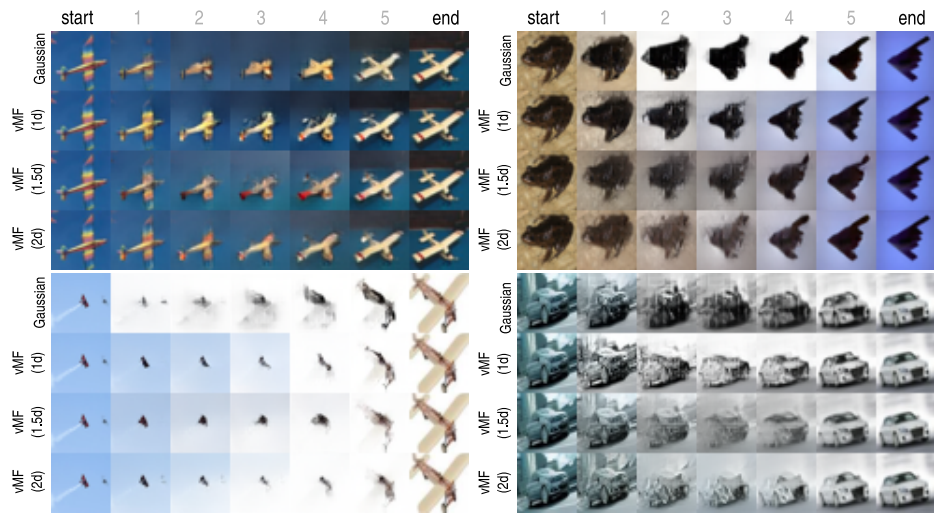 start 1 2 3 4 5 end
Gaussian
vMF
(1d)
vMF
(1.5d)
vMF
(2d)
start 1 2 3 4 5 end
Gaussian
vMF
(1d)
vMF
(1.5d)
vMF
(2d)
Gaussian
vMF
(1d)
vMF
(1.5d)
vMF
(2d)
Gaussian
vMF
(1d)
vMF
(1.5d)
vMF
(2d)